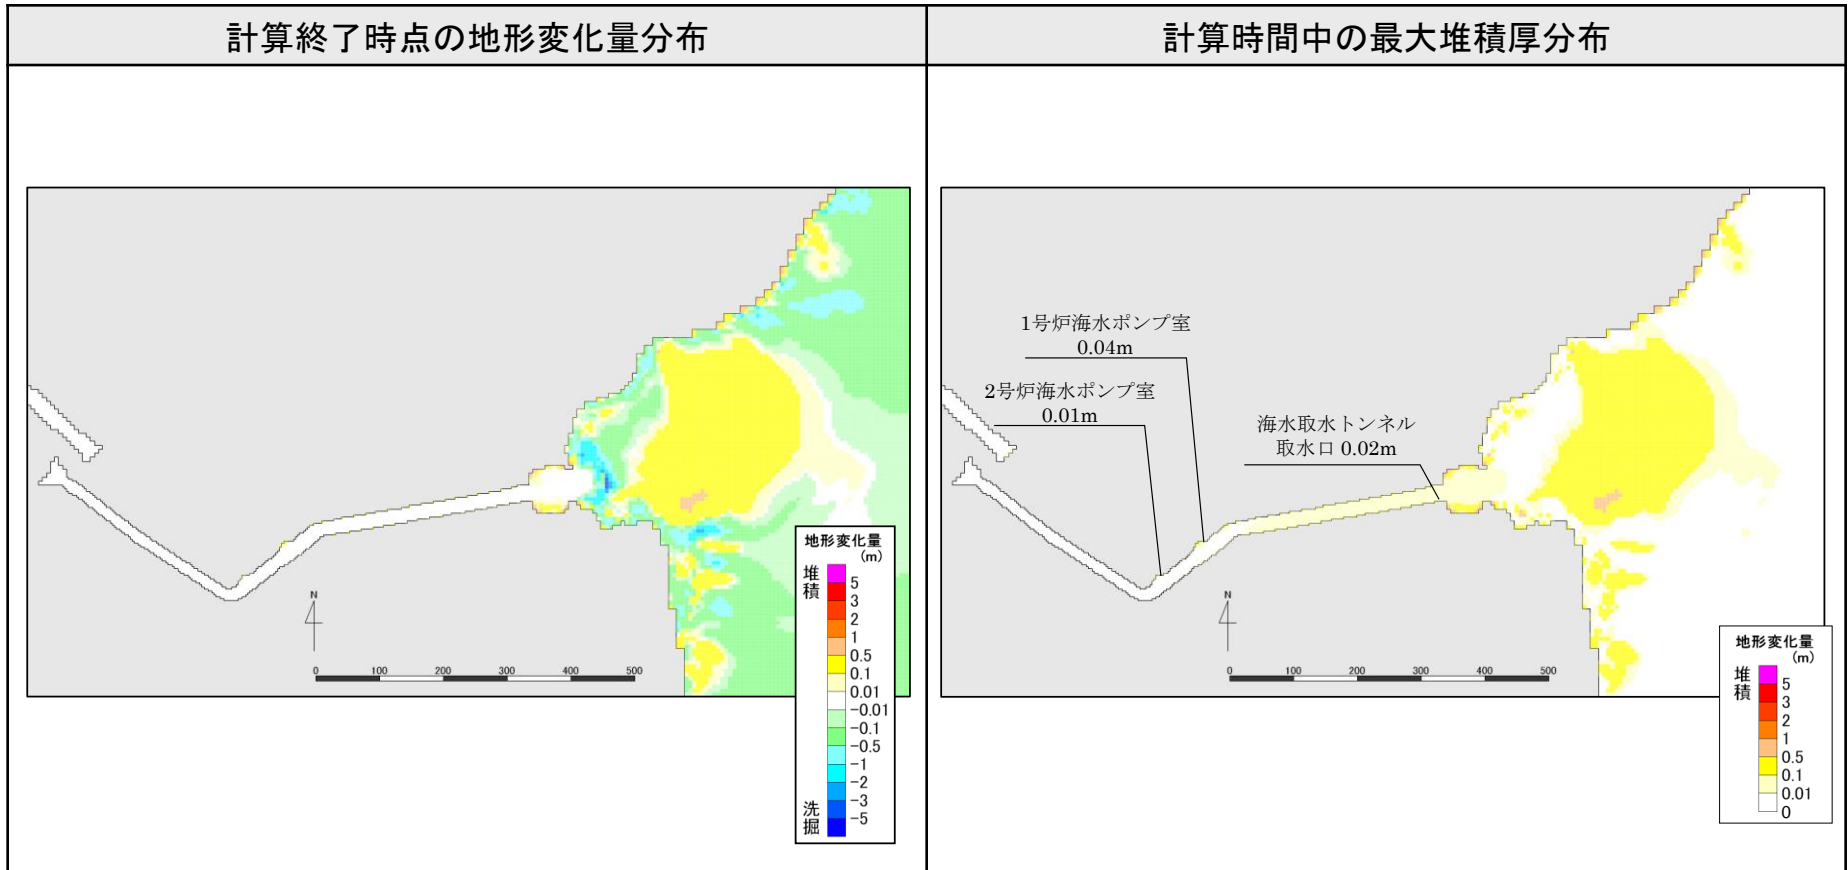 計算終了時点の地形変化量分布
計算時間中の最大堆積厚分布
N
0 100 200 300 400 500
地形変化量
(m)
堆積
5
3
2
1
0.5
0.1
0.01
-0.01
-0.1
-0.5
-1
-2
-3
-5
洗掘
1号炉海水ポンプ室
0.04m
2号炉海水ポンプ室
0.01m
海水取水トンネル
取水口 0.02m
N
0 100 200 300 400 500
地形変化量
(m)
堆積
5
3
2
1
0.5
0.1
0.01
0